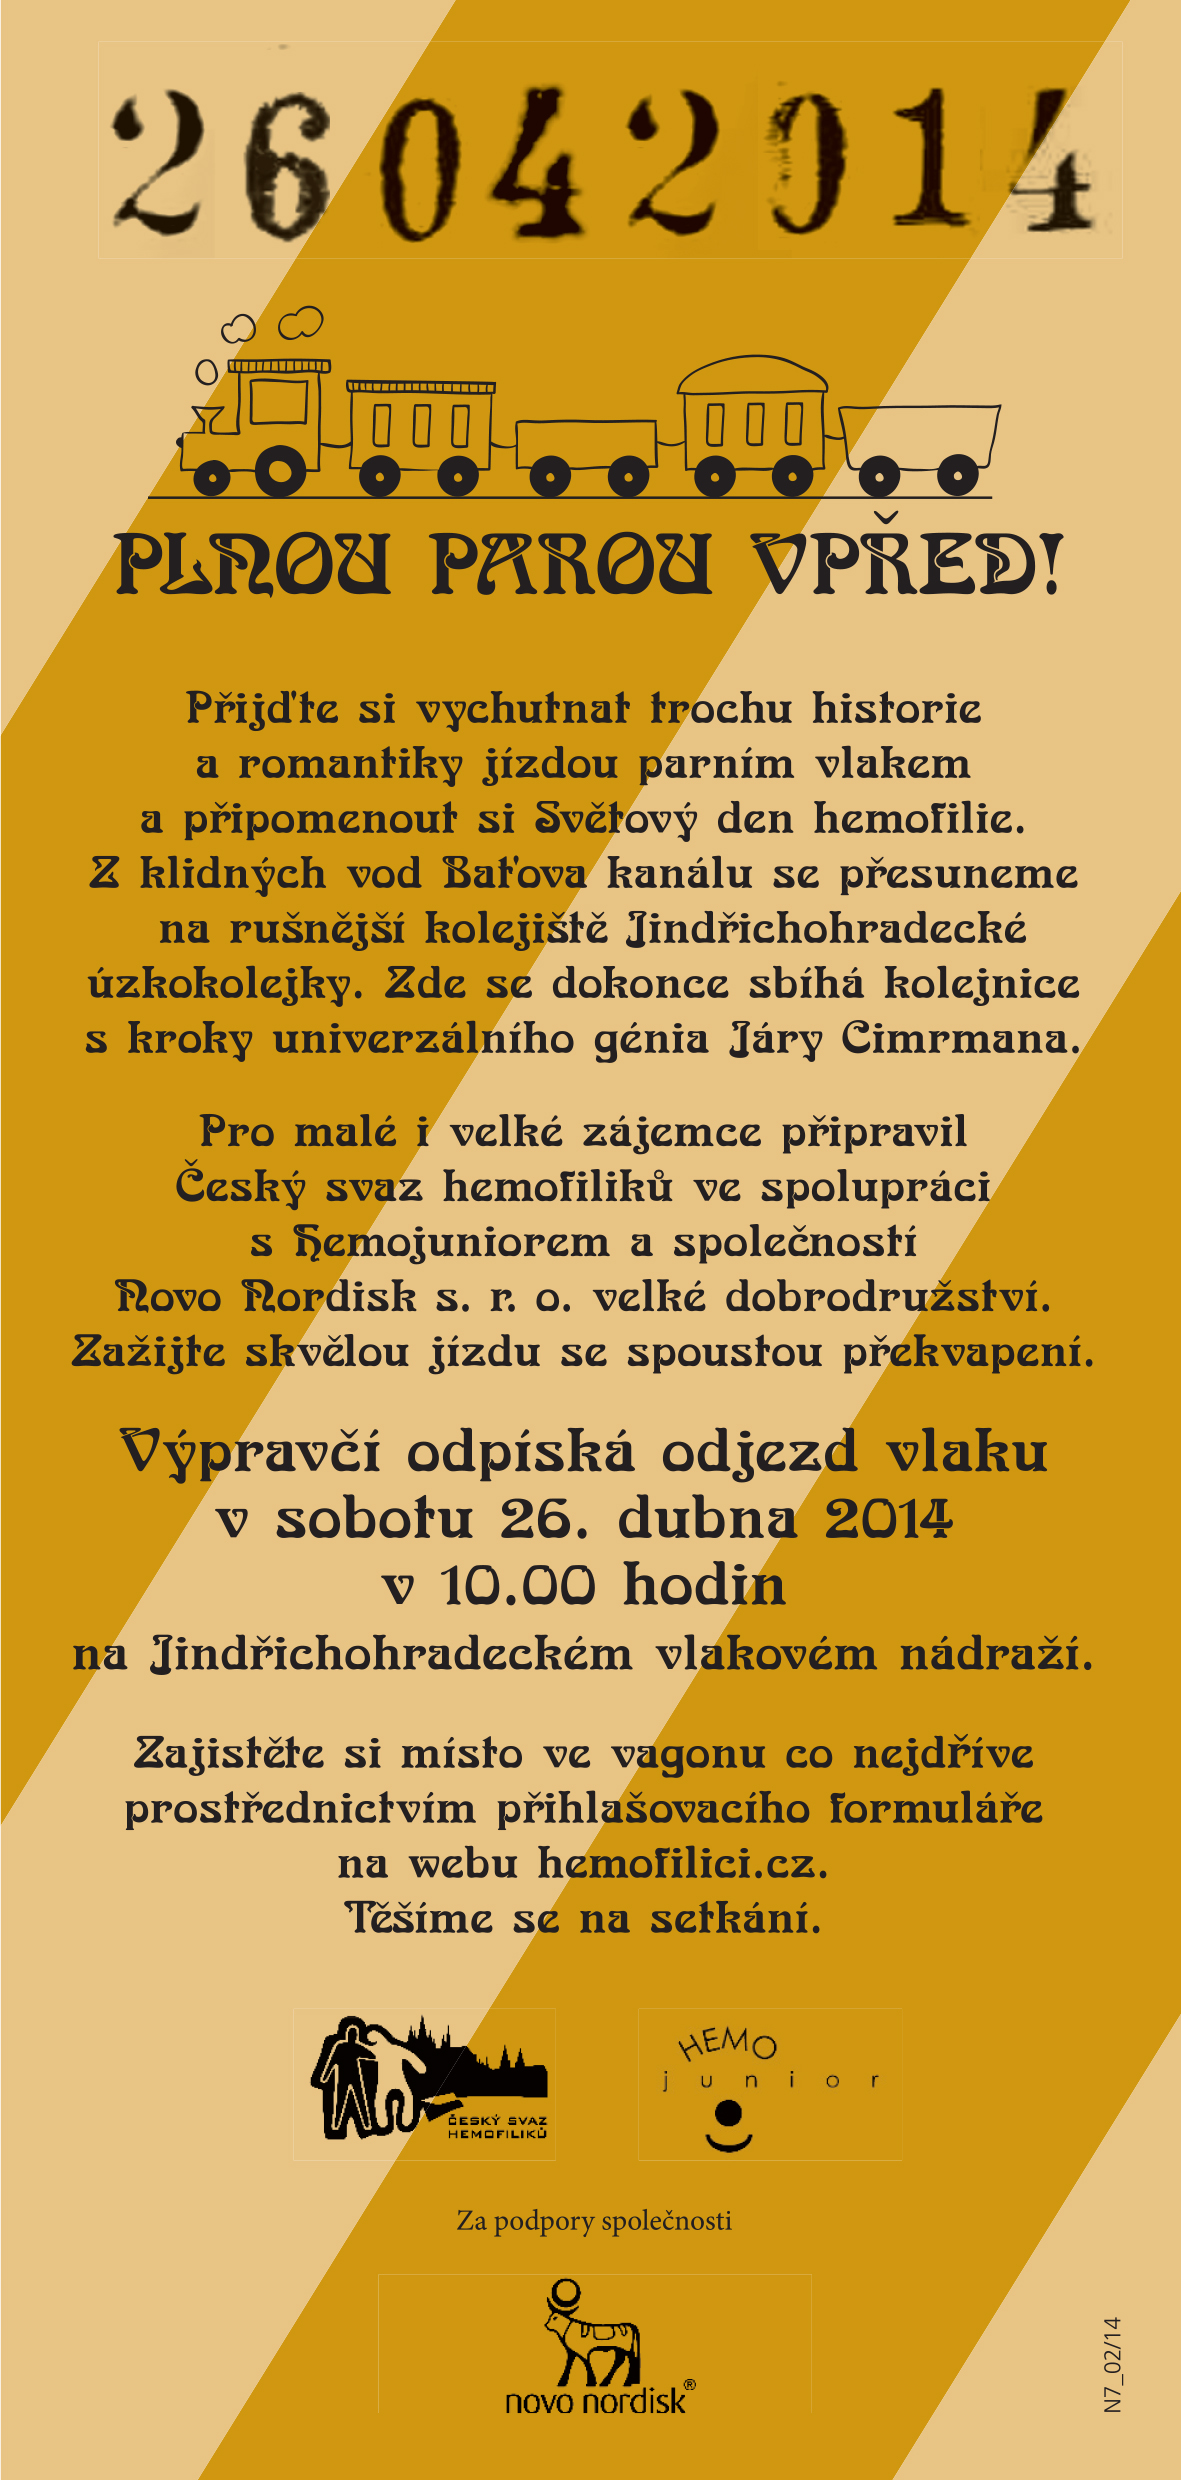 26 04 2014
PLNOU PAROU VPŘED!
Přijďte si vychutnat trochu historie
a romantiky jízdou parním vlakem
a připomenout si Světový den hemofilie.
Z klidných vod Baťova kanálu se přesuneme
na rušnější kolejiště Jindřichohradecké
úzkokolejky. Zde se dokonce sbíhá kolejnice
s kroky univerzálního génia Járy Cimrmana.
Pro malé i velké zájemce připravil
Český svaz hemofiliků ve spolupráci
s Hemojuniorem a společností
Novo Nordisk s. r. o. velké dobrodružství.
Zažijte skvělou jízdu se spoustou překvapení.
Výpravčí odpíská odjezd vlaku
v sobotu 26. dubna 2014
v 10.00 hodin
na Jindřichohradeckém vlakovém nádraží.
Zajistěte si místo ve vagonu co nejdříve
prostřednictvím přihlašovacího formuláře
na webu hemofilici.cz.
Těšíme se na setkání.
ČESKÝ SVAZ
HEMOFILIKŮ
HEMO
junior
Za podpory společnosti
novo nordisk®
N7_02/14